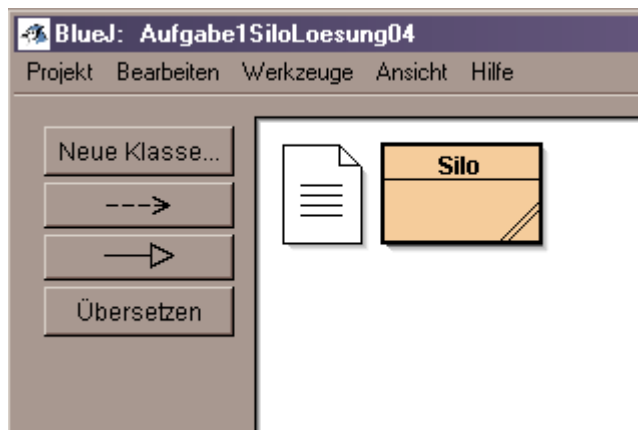 BlueJ: Aufgabe1SiloLoesung04
Projekt Bearbeiten Werkzeuge Ansicht Hilfe
Neue Klasse...
Silo
Übersetzen